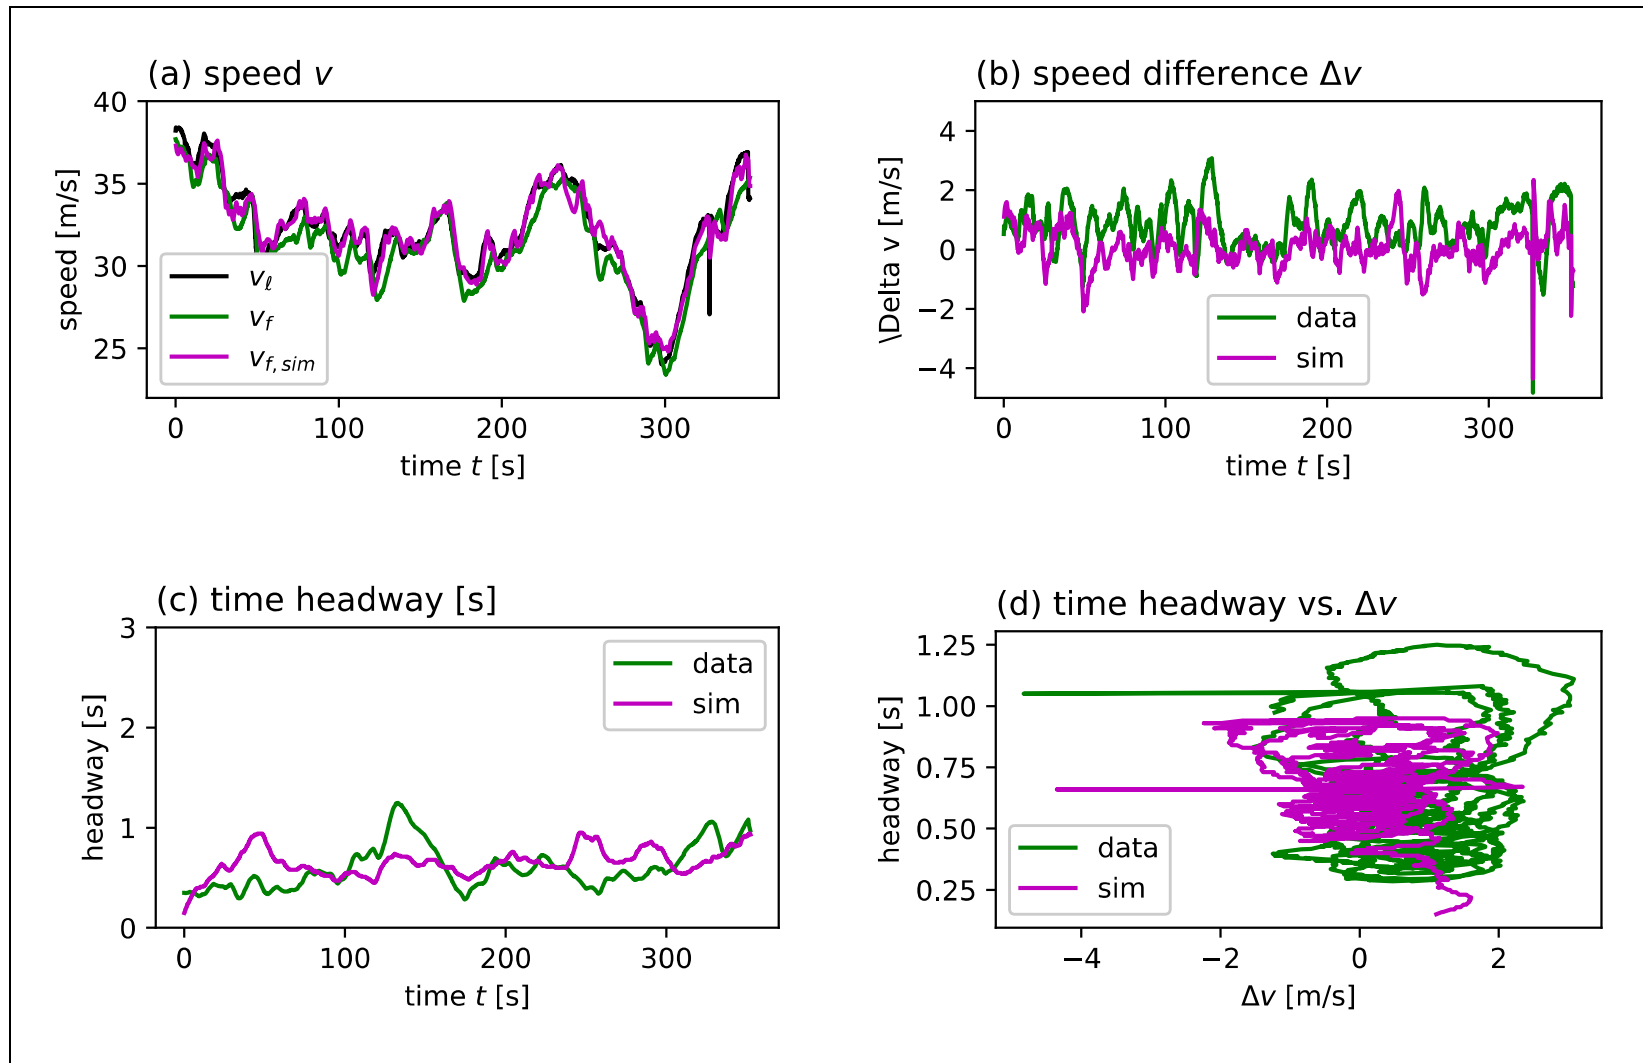 (a) speed v
40
35
30
25
speed [m/s]
v_ℓ
v_f
v_{f, sim}
0 100 200 300
time t [s]
(b) speed difference Δv
4
2
0
−2
−4
\Delta v [m/s]
data
sim
0 100 200 300
time t [s]
(c) time headway [s]
3
2
1
0
headway [s]
data
sim
0 100 200 300
time t [s]
(d) time headway vs. Δv
1.25
1.00
0.75
0.50
0.25
headway [s]
data
sim
−4 −2 0 2
Δv [m/s]